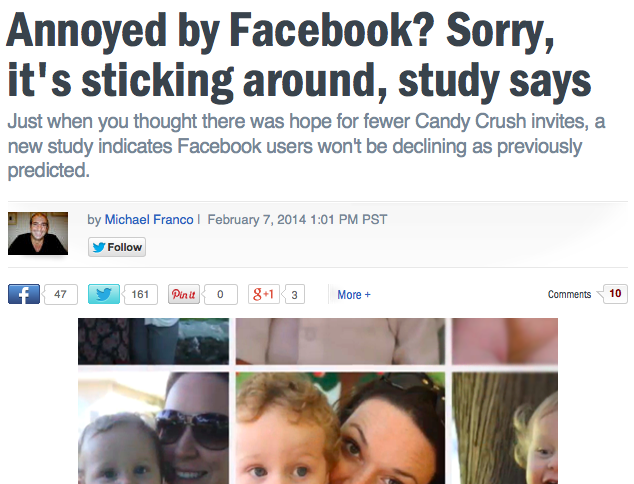 Annoyed by Facebook? Sorry,
it's sticking around, study says
Just when you thought there was hope for fewer Candy Crush invites, a
new study indicates Facebook users won't be declining as previously
predicted.
by Michael Franco | February 7, 2014 1:01 PM PST
Follow
f 47 161 Pin it 0 g+1 3 More + Comments 10